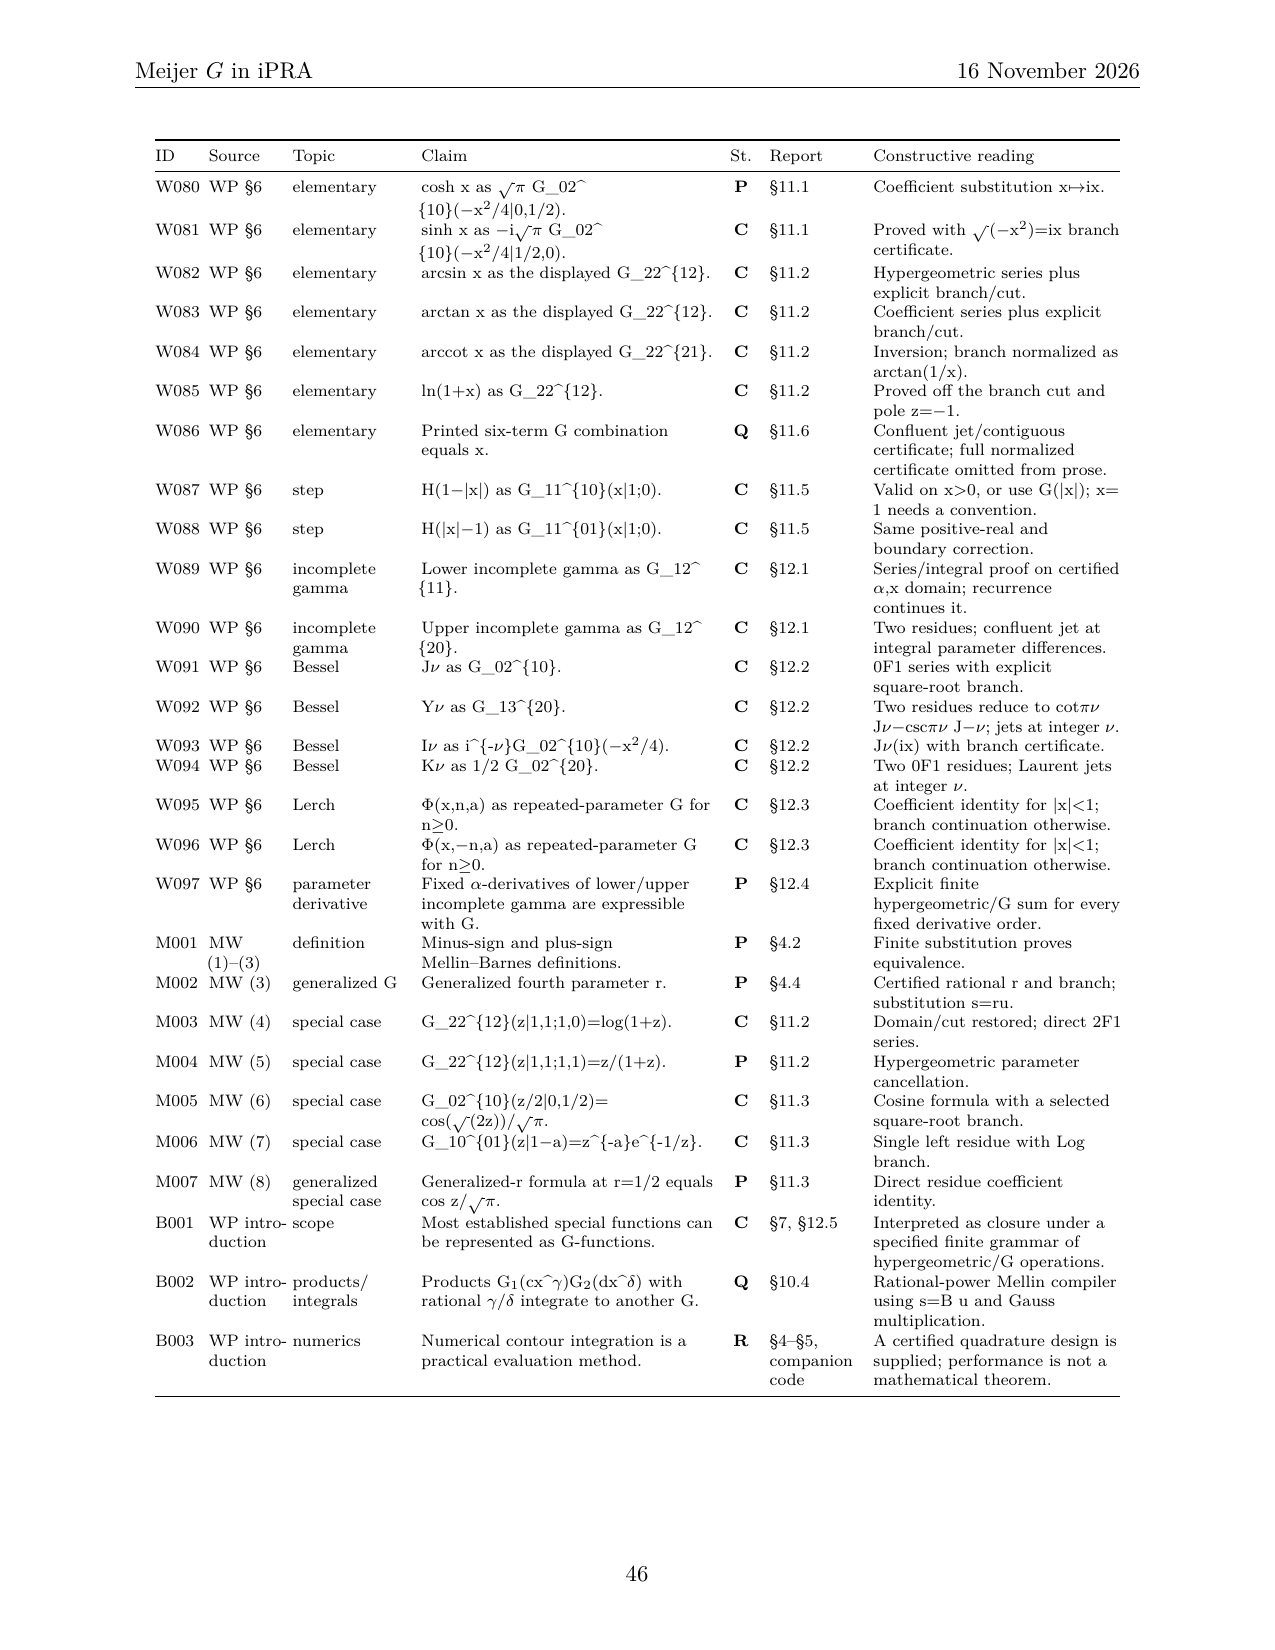 Meijer G in iPRA 16 November 2026
ID Source Topic Claim St. Report Constructive reading
W080 WP §6 elementary cosh x as √π G_02^ P §11.1 Coefficient substitution x↦ix.
{10}(−x²/4|0,1/2).
W081 WP §6 elementary sinh x as −i√π G_02^ C §11.1 Proved with √(−x²)=ix branch
{10}(−x²/4|1/2,0). certificate.
W082 WP §6 elementary arcsin x as the displayed G_22^{12}. C §11.2 Hypergeometric series plus
explicit branch/cut.
W083 WP §6 elementary arctan x as the displayed G_22^{12}. C §11.2 Coefficient series plus explicit
branch/cut.
W084 WP §6 elementary arccot x as the displayed G_22^{21}. C §11.2 Inversion; branch normalized as
arctan(1/x).
W085 WP §6 elementary ln(1+x) as G_22^{12}. C §11.2 Proved off the branch cut and
pole z=−1.
W086 WP §6 elementary Printed six-term G combination Q §11.6 Confluent jet/contiguous
equals x. certificate; full normalized
certificate omitted from prose.
W087 WP §6 step H(1−|x|) as G_11^{10}(x|1;0). C §11.5 Valid on x>0, or use G(|x|); x=
1 needs a convention.
W088 WP §6 step H(|x|−1) as G_11^{01}(x|1;0). C §11.5 Same positive-real and
boundary correction.
W089 WP §6 incomplete Lower incomplete gamma as G_12^ C §12.1 Series/integral proof on certified
gamma {11}. α,x domain; recurrence
continues it.
W090 WP §6 incomplete Upper incomplete gamma as G_12^ C §12.1 Two residues; confluent jet at
gamma {20}. integral parameter differences.
W091 WP §6 Bessel Jν as G_02^{10}. C §12.2 0F1 series with explicit
square-root branch.
W092 WP §6 Bessel Yν as G_13^{20}. C §12.2 Two residues reduce to cotπν
Jν−cscπν J−ν; jets at integer ν.
W093 WP §6 Bessel Iν as i^{-ν}G_02^{10}(−x²/4). C §12.2 Jν(ix) with branch certificate.
W094 WP §6 Bessel Kν as 1/2 G_02^{20}. C §12.2 Two 0F1 residues; Laurent jets
at integer ν.
W095 WP §6 Lerch Φ(x,n,a) as repeated-parameter G for C §12.3 Coefficient identity for |x|<1;
n≥0. branch continuation otherwise.
W096 WP §6 Lerch Φ(x,−n,a) as repeated-parameter G C §12.3 Coefficient identity for |x|<1;
for n≥0. branch continuation otherwise.
W097 WP §6 parameter Fixed α-derivatives of lower/upper P §12.4 Explicit finite
derivative incomplete gamma are expressible hypergeometric/G sum for every
with G. fixed derivative order.
M001 MW definition Minus-sign and plus-sign P §4.2 Finite substitution proves
(1)–(3) Mellin–Barnes definitions. equivalence.
M002 MW (3) generalized G Generalized fourth parameter r. P §4.4 Certified rational r and branch;
substitution s=ru.
M003 MW (4) special case G_22^{12}(z|1,1;1,0)=log(1+z). C §11.2 Domain/cut restored; direct 2F1
series.
M004 MW (5) special case G_22^{12}(z|1,1;1,1)=z/(1+z). P §11.2 Hypergeometric parameter
cancellation.
M005 MW (6) special case G_02^{10}(z/2|0,1/2)= C §11.3 Cosine formula with a selected
cos(√(2z))/√π. square-root branch.
M006 MW (7) special case G_10^{01}(z|1−a)=z^{-a}e^{-1/z}. C §11.3 Single left residue with Log
branch.
M007 MW (8) generalized Generalized-r formula at r=1/2 equals P §11.3 Direct residue coefficient
special case cos z/√π. identity.
B001 WP intro- scope Most established special functions can C §7, §12.5 Interpreted as closure under a
duction be represented as G-functions. specified finite grammar of
hypergeometric/G operations.
B002 WP intro- products/ Products G₁(cx^γ)G₂(dx^δ) with Q §10.4 Rational-power Mellin compiler
duction integrals rational γ/δ integrate to another G. using s=B u and Gauss
multiplication.
B003 WP intro- numerics Numerical contour integration is a R §4–§5, A certified quadrature design is
duction practical evaluation method. companion supplied; performance is not a
code mathematical theorem.
46